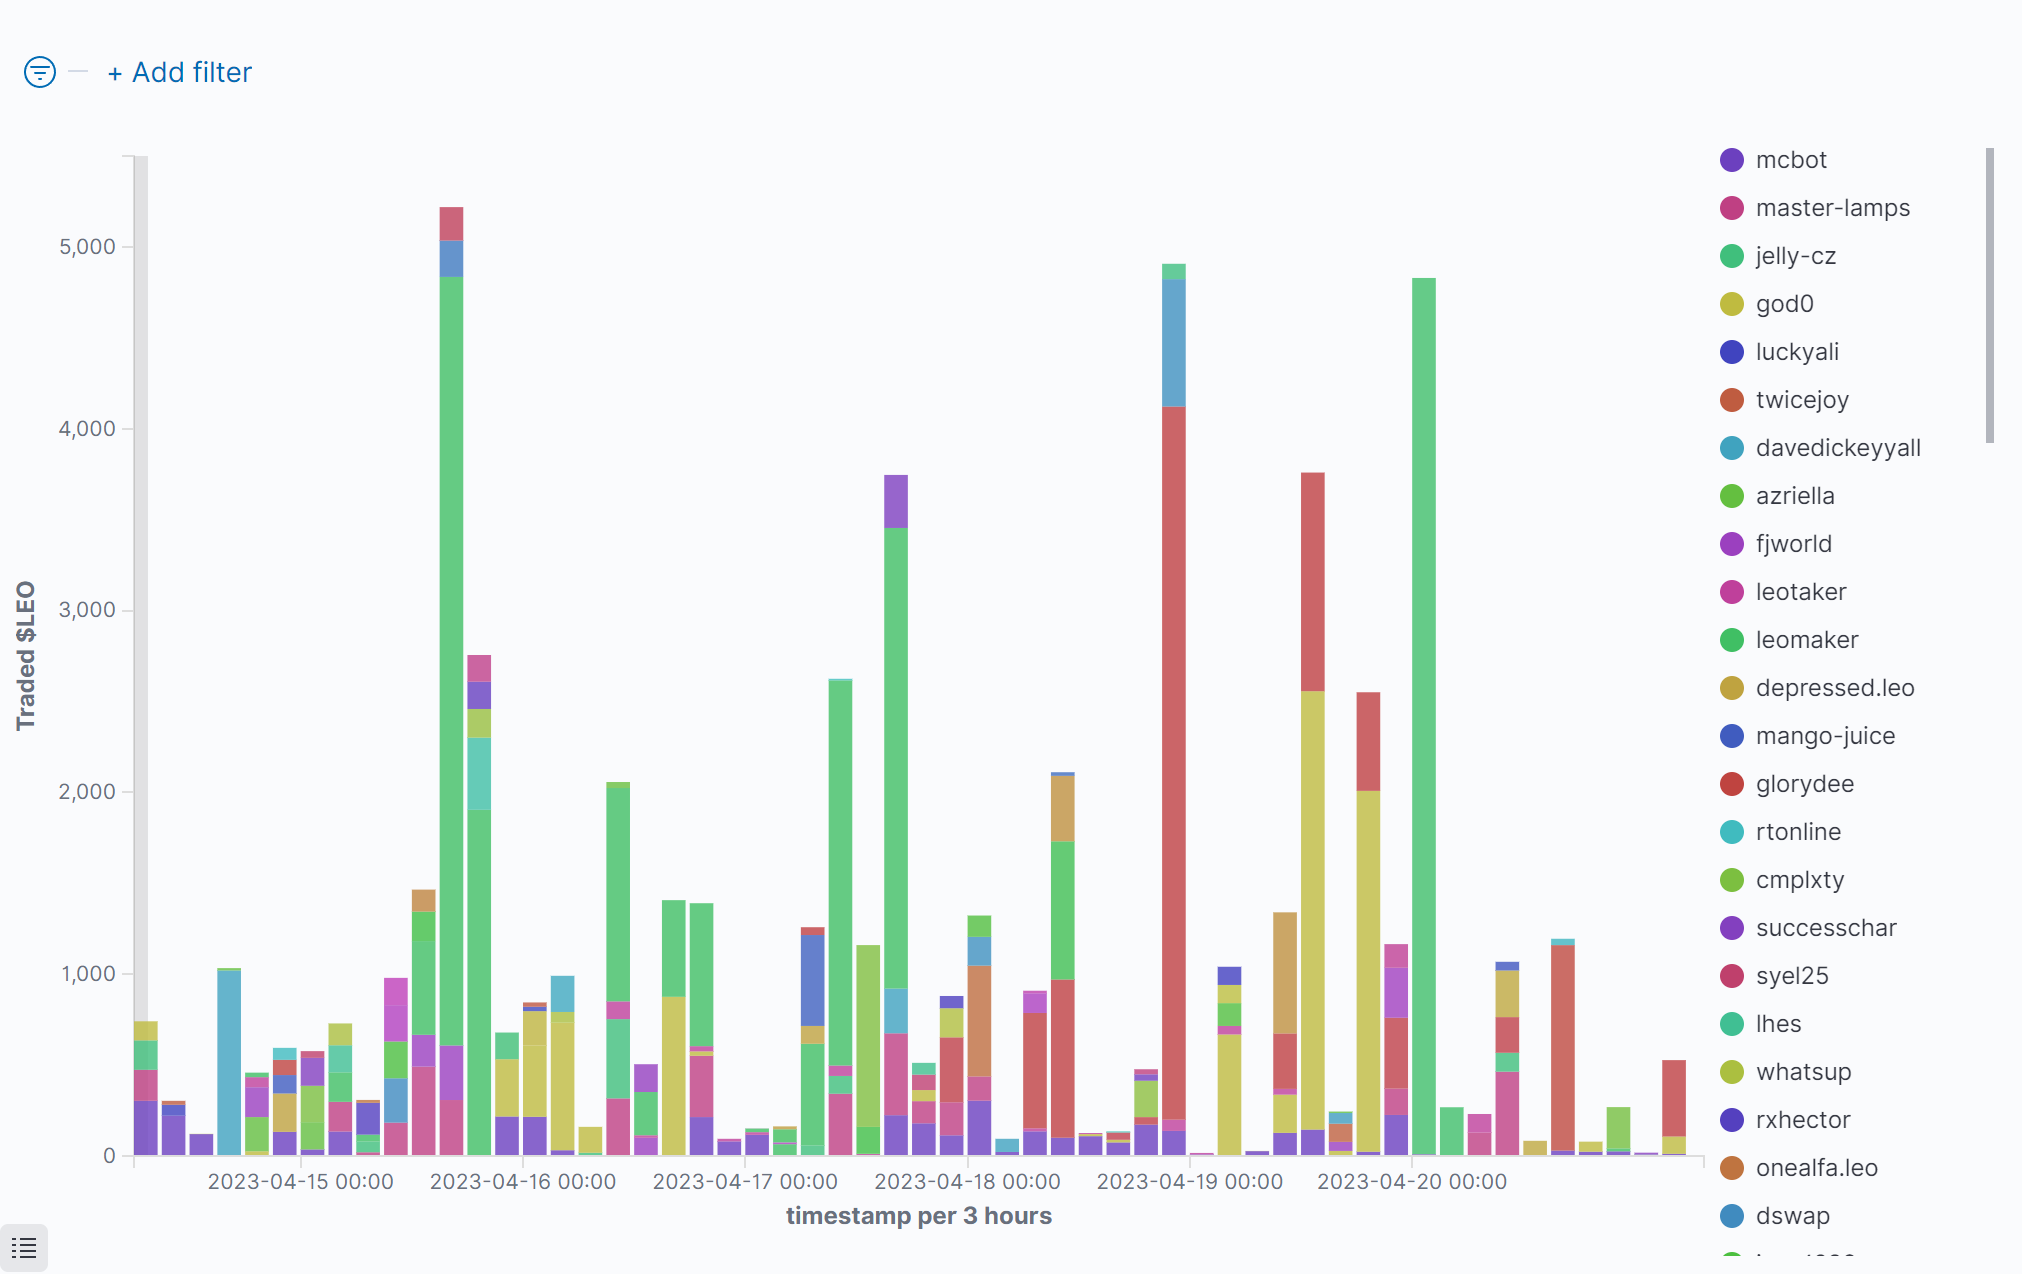 + Add filter
5,000
4,000
3,000
2,000
1,000
0
Traded $LEO
2023-04-15 00:00
2023-04-16 00:00
2023-04-17 00:00
2023-04-18 00:00
2023-04-19 00:00
2023-04-20 00:00
timestamp per 3 hours
mcbot
master-lamps
jelly-cz
god0
luckyali
twicejoy
davedickeyyall
azriella
fjworld
leotaker
leomaker
depressed.leo
mango-juice
glorydee
rtonline
cmplxty
successchar
syel25
lhes
whatsup
rxhector
onealfa.leo
dswap